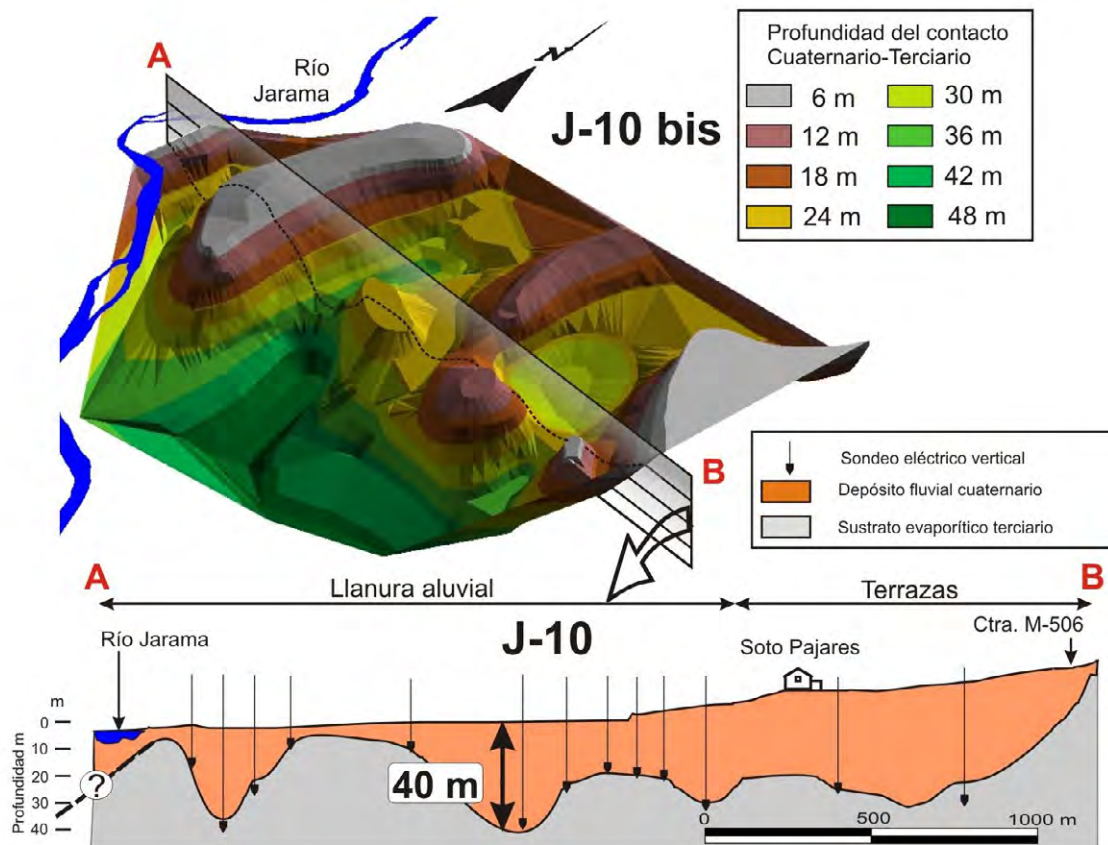 A
Río
Jarama
N
J-10 bis
Profundidad del contacto
Cuaternario-Terciario
6 m
30 m
12 m
36 m
18 m
42 m
24 m
48 m
B
Sondeo eléctrico vertical
Depósito fluvial cuaternario
Sustrato evaporítico terciario
A
Llanura aluvial
Terrazas
B
Río Jarama
J-10
Soto Pajares
Ctra. M-506
m
Profundidad m
0
10
20
30
40
?
40 m
0
500
1000 m